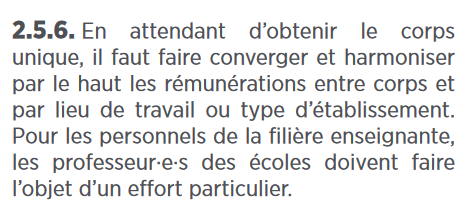 2.5.6. En attendant d'obtenir le corps
unique, il faut faire converger et harmoniser
par le haut les rémunérations entre corps et
par lieu de travail ou type d'établissement.
Pour les personnels de la filière enseignante,
les professeur·e·s des écoles doivent faire
l'objet d'un effort particulier.